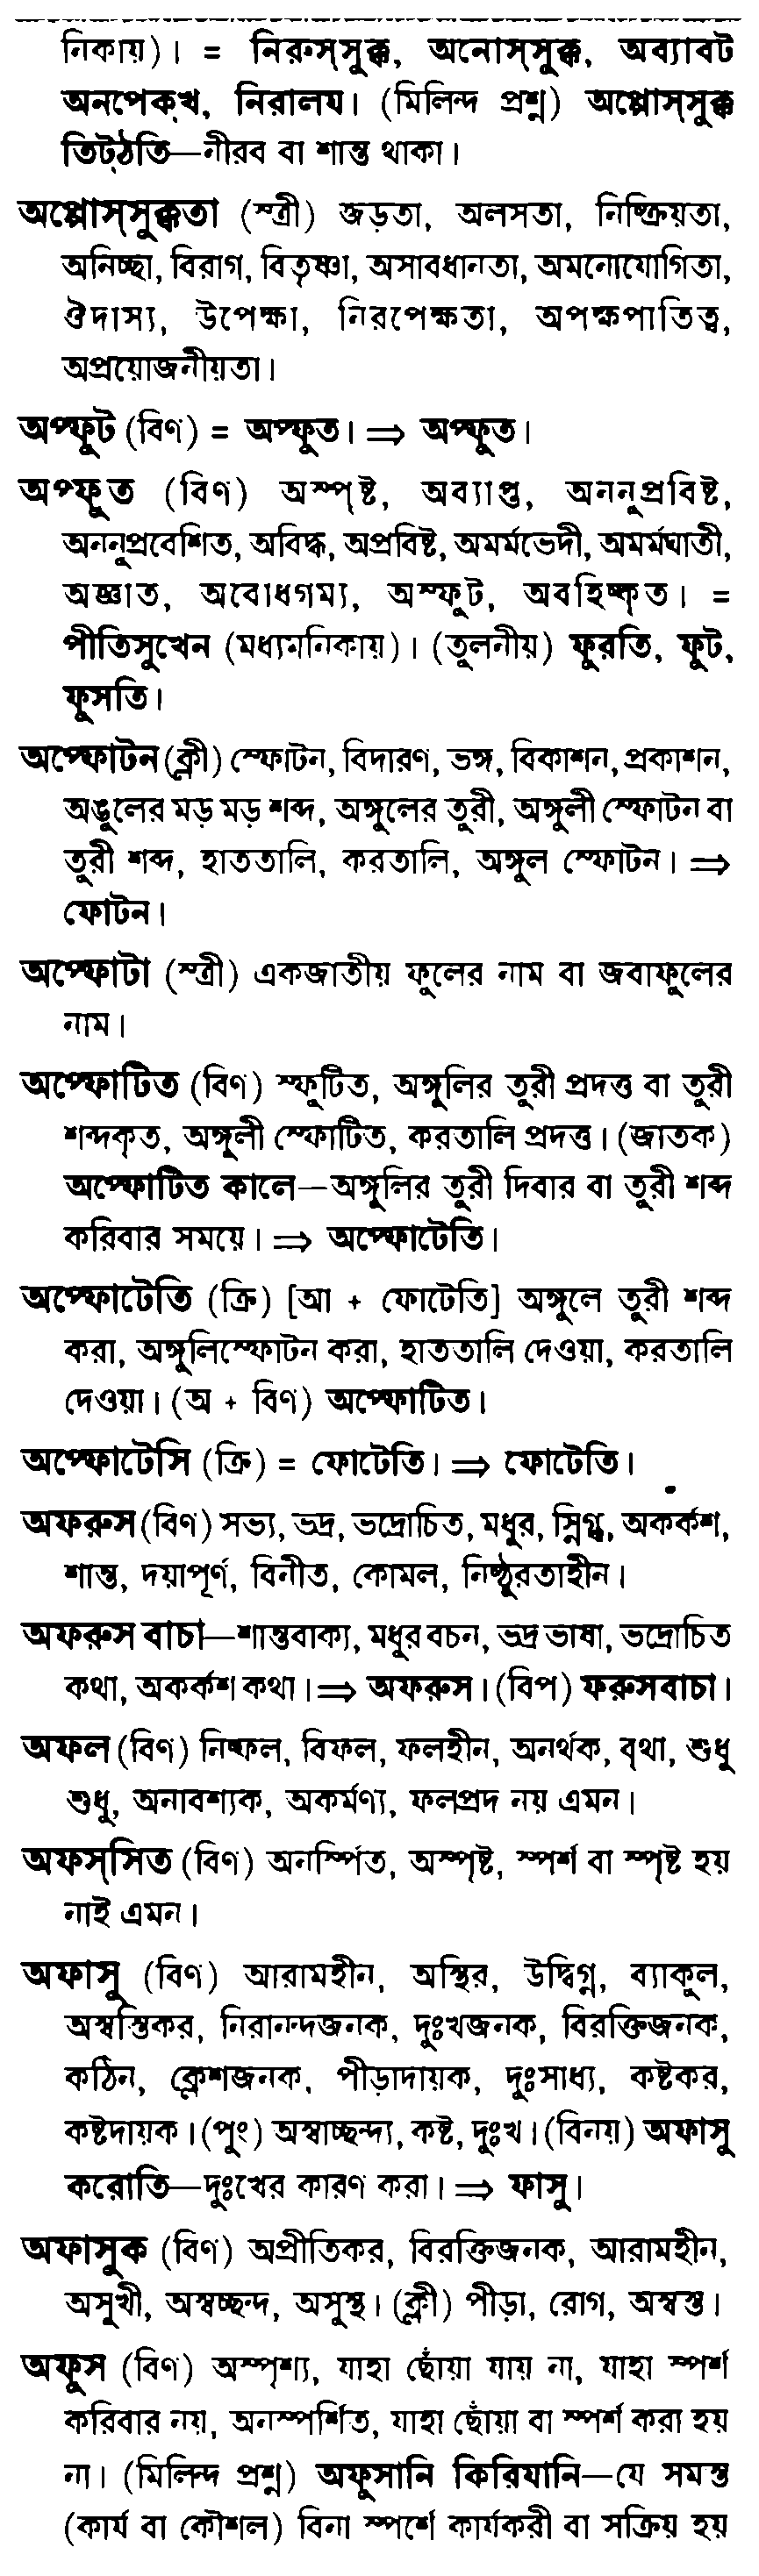 নিকায়)। = নিরুস্সুক্ক, অনোস্সুক্ক, অব্যাবট
অনপেক্খ, নিরালয। (মিলিন্দ প্রশ্ন) অপ্পোস্সুক্ক
তিট্ঠতি—নীরব বা শান্ত থাকা।
অপ্পোস্সুক্কতা (স্ত্রী) জড়তা, অলসতা, নিষ্ক্রিয়তা,
অনিচ্ছা, বিরাগ, বিতৃষ্ণা, অসাবধানতা, অমনোযোগিতা,
ঔদাস্য, উপেক্ষা, নিরপেক্ষতা, অপক্ষপাতিত্ব,
অপ্রয়োজনীয়তা।
অপ্ফুট (বিণ) = অপ্ফুত। ⇒ অপ্ফুত।
অপ্ফুত (বিণ) অস্পৃষ্ট, অব্যাপ্ত, অননুপ্রবিষ্ট,
অননুপ্রবেশিত, অবিদ্ধ, অপ্রবিষ্ট, অমর্মভেদী, অমর্মঘাতী,
অজ্ঞাত, অবোধগম্য, অস্ফুট, অবহিষ্কৃত। =
পীতিসুখেন (মধ্যমনিকায়)। (তুলনীয়) ফুরতি, ফুট,
ফুসতি।
অপ্ফোটন (ক্লী) স্ফোটন, বিদারণ, ভঙ্গ, বিকাশন, প্রকাশন,
অঙুলের মড় মড় শব্দ, অঙ্গুলের তুরী, অঙ্গুলী স্ফোটন বা
তুরী শব্দ, হাততালি, করতালি, অঙ্গুল স্ফোটন। ⇒
ফোটন।
অপ্ফোটা (স্ত্রী) একজাতীয় ফুলের নাম বা জবাফুলের
নাম।
অপ্ফোটিত (বিণ) স্ফুটিত, অঙ্গুলির তুরী প্রদত্ত বা তুরী
শব্দকৃত, অঙ্গুলী স্ফোটিত, করতালি প্রদত্ত। (জাতক)
অপ্ফোটিত কালে—অঙ্গুলির তুরী দিবার বা তুরী শব্দ
করিবার সময়ে। ⇒ অপ্ফোটেতি।
অপ্ফোটেতি (ক্রি) [আ + ফোটেতি] অঙ্গুলে তুরী শব্দ
করা, অঙ্গুলিস্ফোটন করা, হাততালি দেওয়া, করতালি
দেওয়া। (অ + বিণ) অপ্ফোটিত।
অপ্ফোটেসি (ক্রি) = ফোটেতি। ⇒ ফোটেতি।
অফরুস (বিণ) সভ্য, ভদ্র, ভদ্রোচিত, মধুর, স্নিগ্ধ, অকর্কশ,
শান্ত, দয়াপূর্ণ, বিনীত, কোমল, নিষ্ঠুরতাহীন।
অফরুস বাচা—শান্তবাক্য, মধুর বচন, ভদ্র ভাষা, ভদ্রোচিত
কথা, অকর্কশ কথা। ⇒ অফরুস। (বিপ) ফরুসবাচা।
অফল (বিণ) নিষ্ফল, বিফল, ফলহীন, অনর্থক, বৃথা, শুধু
শুধু, অনাবশ্যক, অকর্মণ্য, ফলপ্রদ নয় এমন।
অফস্সিত (বিণ) অনর্স্পিত, অস্পৃষ্ট, স্পর্শ বা স্পৃষ্ট হয়
নাই এমন।
অফাসু (বিণ) আরামহীন, অস্থির, উদ্বিগ্ন, ব্যাকুল,
অস্বস্তিকর, নিরানন্দজনক, দুঃখজনক, বিরক্তিজনক,
কঠিন, ক্লেশজনক, পীড়াদায়ক, দুঃসাধ্য, কষ্টকর,
কষ্টদায়ক। (পুং) অস্বাচ্ছন্দ্য, কষ্ট, দুঃখ। (বিনয়) অফাসু
করোতি—দুঃখের কারণ করা। ⇒ ফাসু।
অফাসুক (বিণ) অপ্রীতিকর, বিরক্তিজনক, আরামহীন,
অসুখী, অস্বচ্ছন্দ, অসুস্থ। (ক্লী) পীড়া, রোগ, অস্বস্ত।
অফুস (বিণ) অস্পৃশ্য, যাহা ছোঁয়া যায় না, যাহা স্পর্শ
করিবার নয়, অনস্পর্শিত, যাহা ছোঁয়া বা স্পর্শ করা হয়
না। (মিলিন্দ প্রশ্ন) অফুসানি কিরিযানি—যে সমস্ত
(কার্য বা কৌশল) বিনা স্পর্শে কার্যকরী বা সক্রিয় হয়